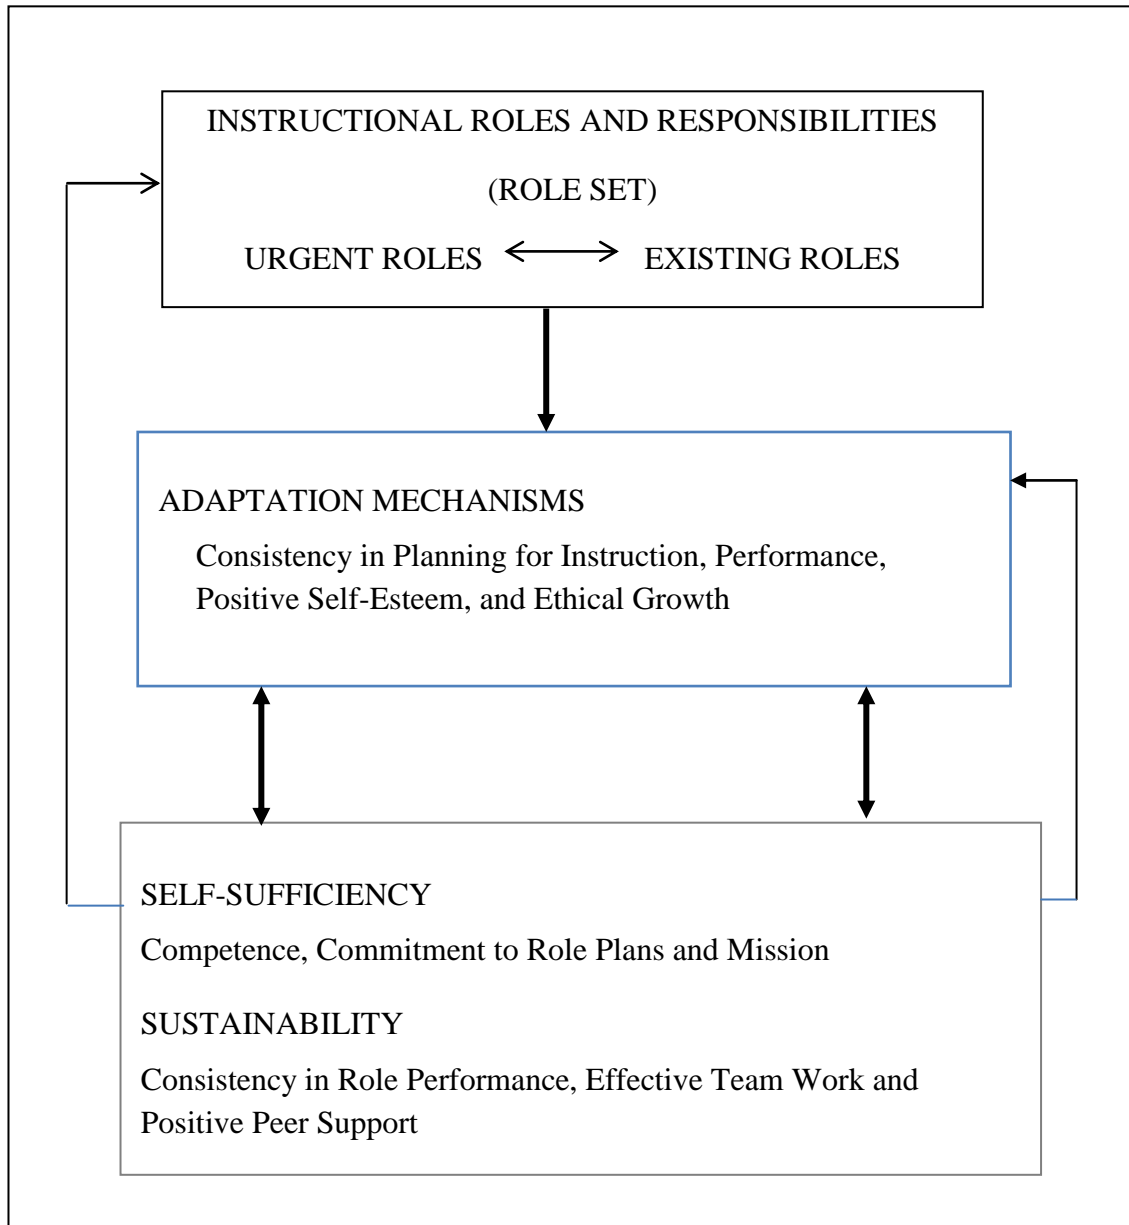 INSTRUCTIONAL ROLES AND RESPONSIBILITIES
(ROLE SET)
URGENT ROLES EXISTING ROLES
ADAPTATION MECHANISMS
Consistency in Planning for Instruction, Performance,
Positive Self-Esteem, and Ethical Growth
SELF-SUFFICIENCY
Competence, Commitment to Role Plans and Mission
SUSTAINABILITY
Consistency in Role Performance, Effective Team Work and
Positive Peer Support